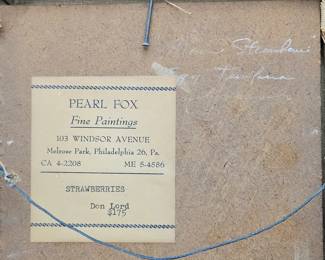 PEARL FOX
Fine Paintings
103 WINDSOR AVENUE
Melrose Park, Philadelphia 26, Pa.
CA 4-2208 ME 5-4586
STRAWBERRIES
Don Lord
$175